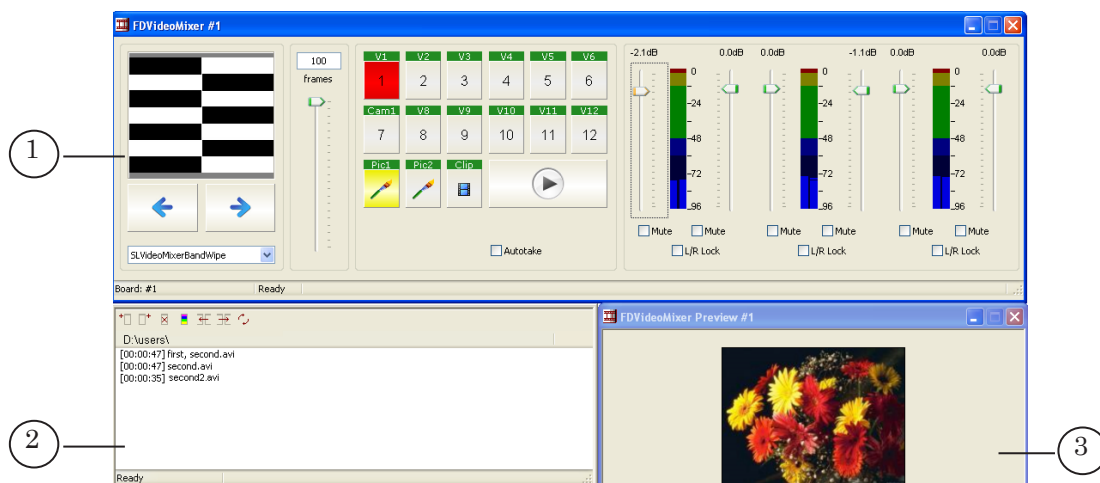 FDVideoMixer #1
100
frames
V1 V2 V3 V4 V5 V6
1 2 3 4 5 6
Cam1 V8 V9 V10 V11 V12
7 8 9 10 11 12
Pic1 Pic2 Clip
Autotake
SLVideoMixerBandWipe
-2.1dB 0.0dB 0.0dB -1.1dB 0.0dB 0.0dB
0 0 0
-24 -24 -24
-48 -48 -48
-72 -72 -72
96 96 96
Mute Mute Mute Mute Mute Mute
L/R Lock L/R Lock L/R Lock
Board: #1 Ready
1
D:\users\
[00:00:47] first, second.avi
[00:00:47] second.avi
[00:00:35] second2.avi
Ready
2
FDVideoMixer Preview #1
3